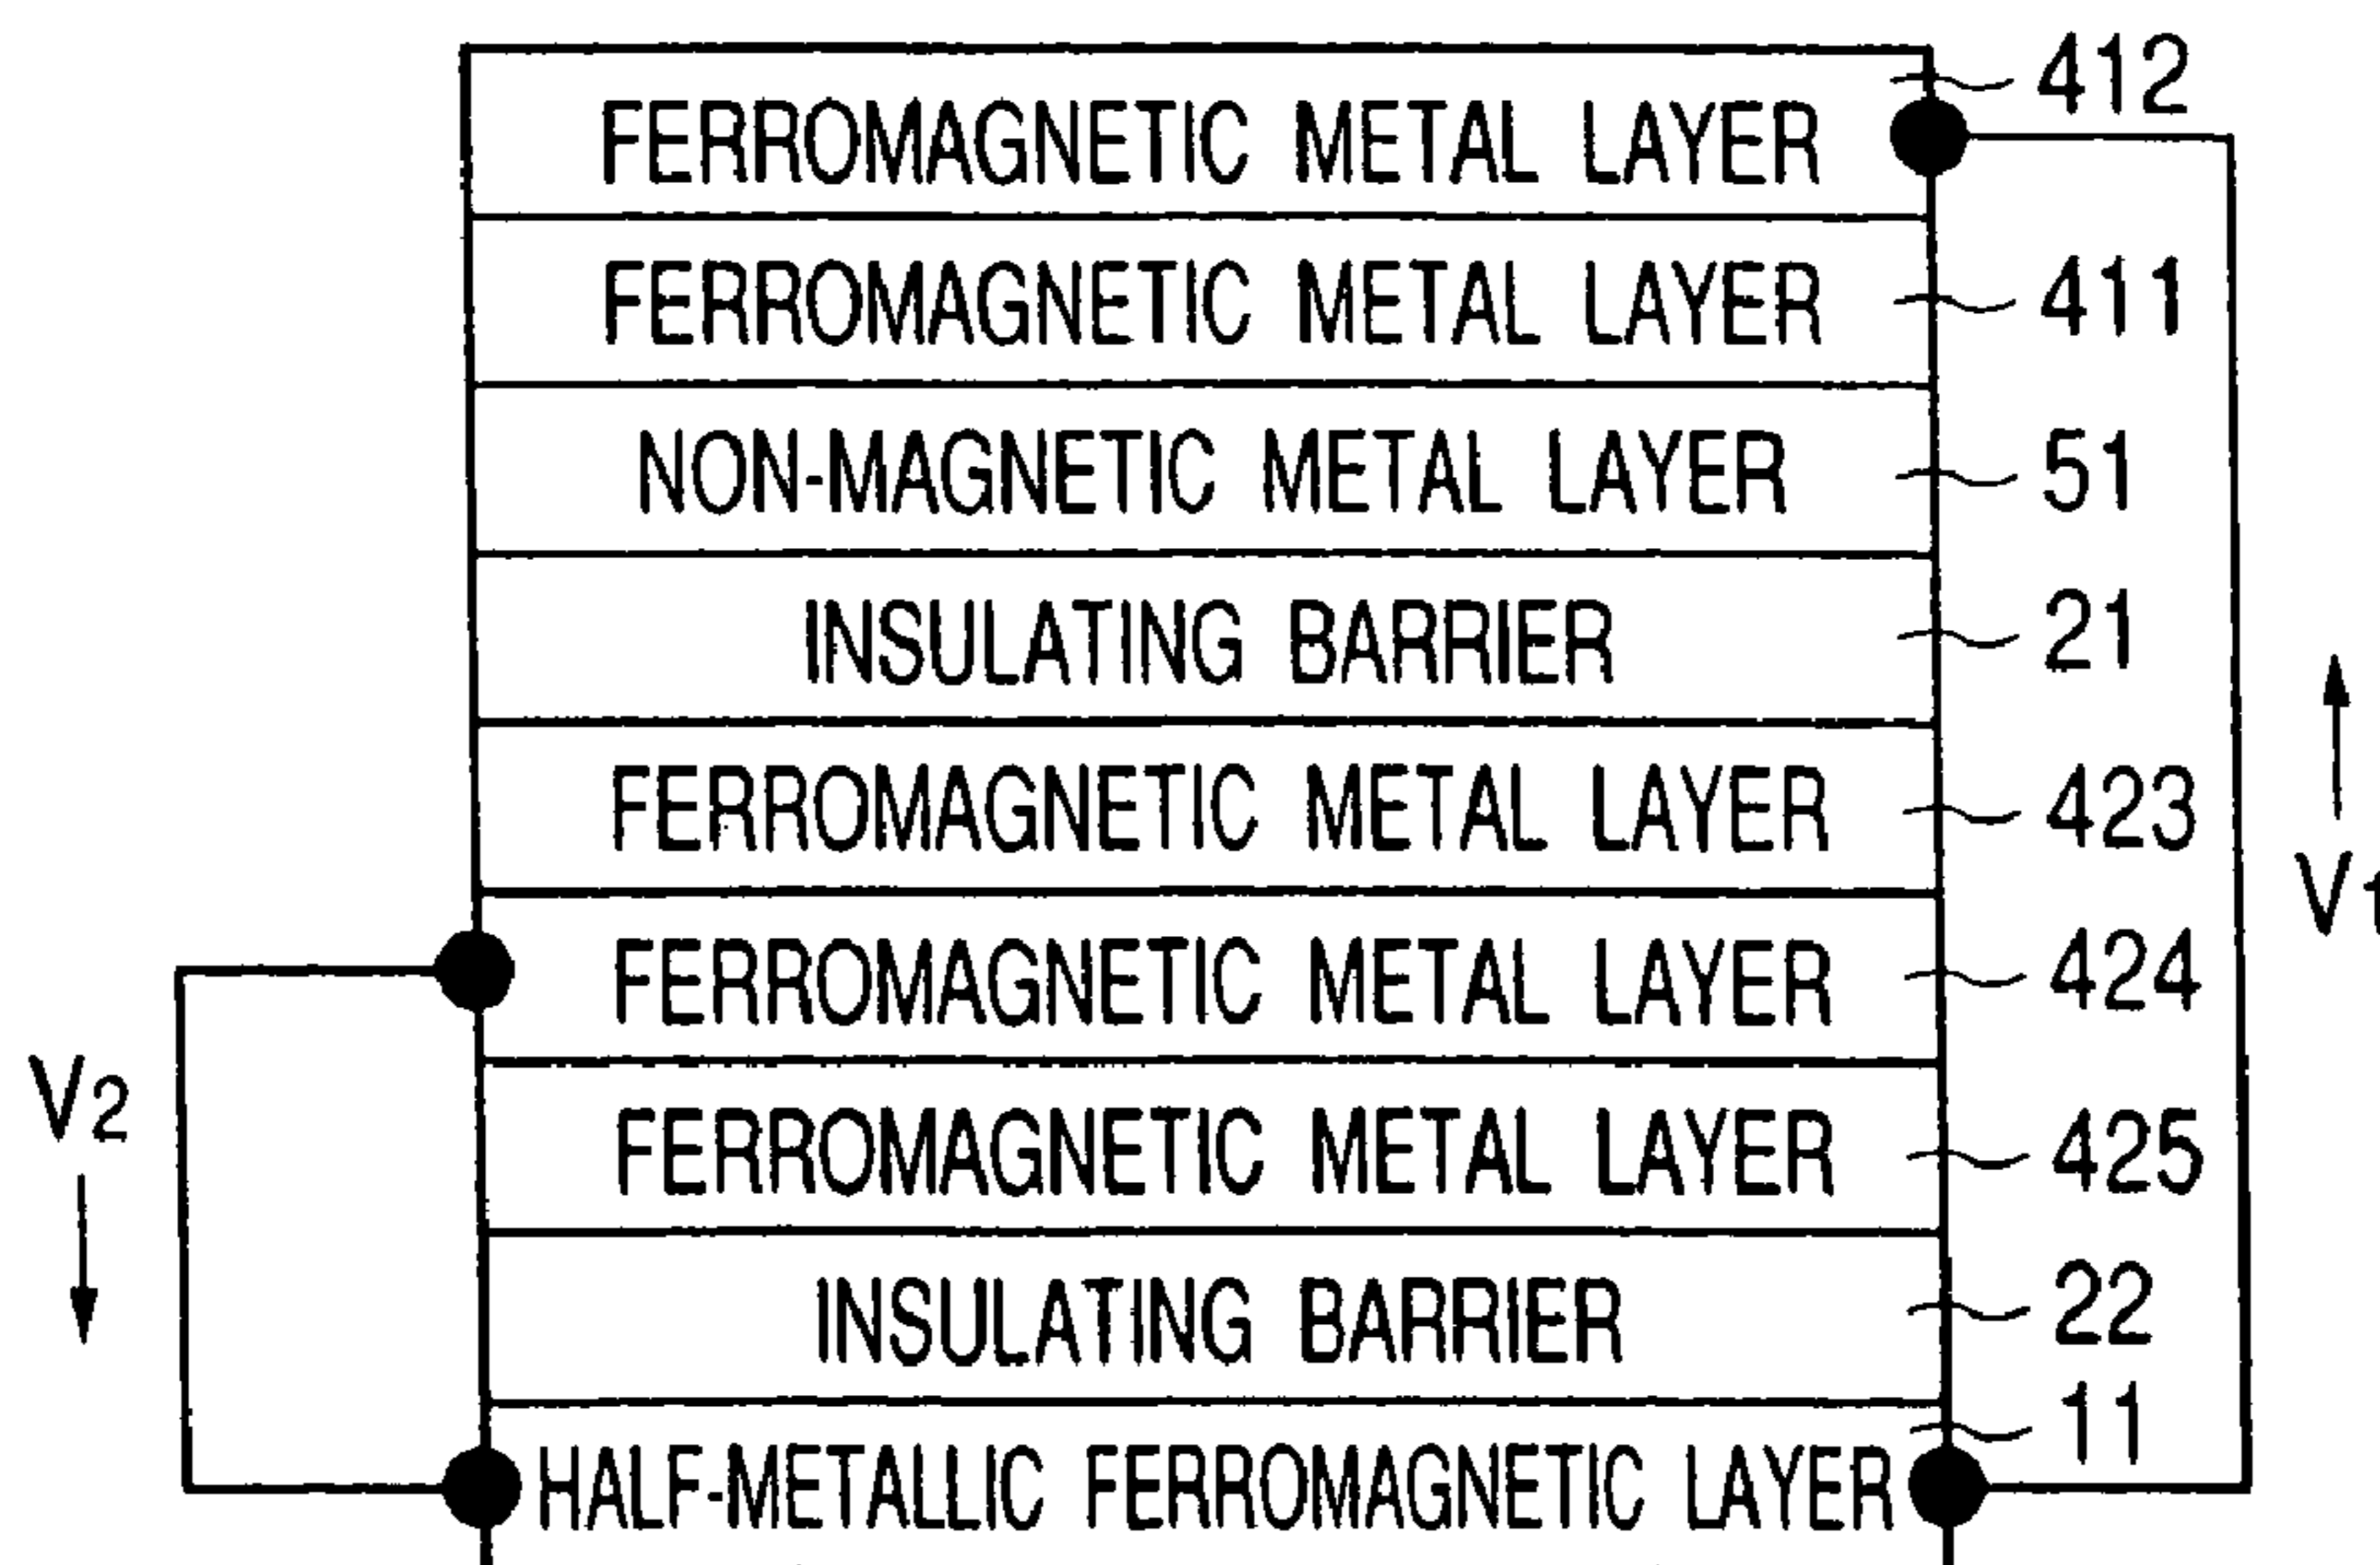 412
FERROMAGNETIC METAL LAYER
FERROMAGNETIC METAL LAYER 411
NON-MAGNETIC METAL LAYER 51
INSULATING BARRIER 21
FERROMAGNETIC METAL LAYER 423
V1
FERROMAGNETIC METAL LAYER 424
V2
FERROMAGNETIC METAL LAYER 425
INSULATING BARRIER 22
11
HALF-METALLIC FERROMAGNETIC LAYER